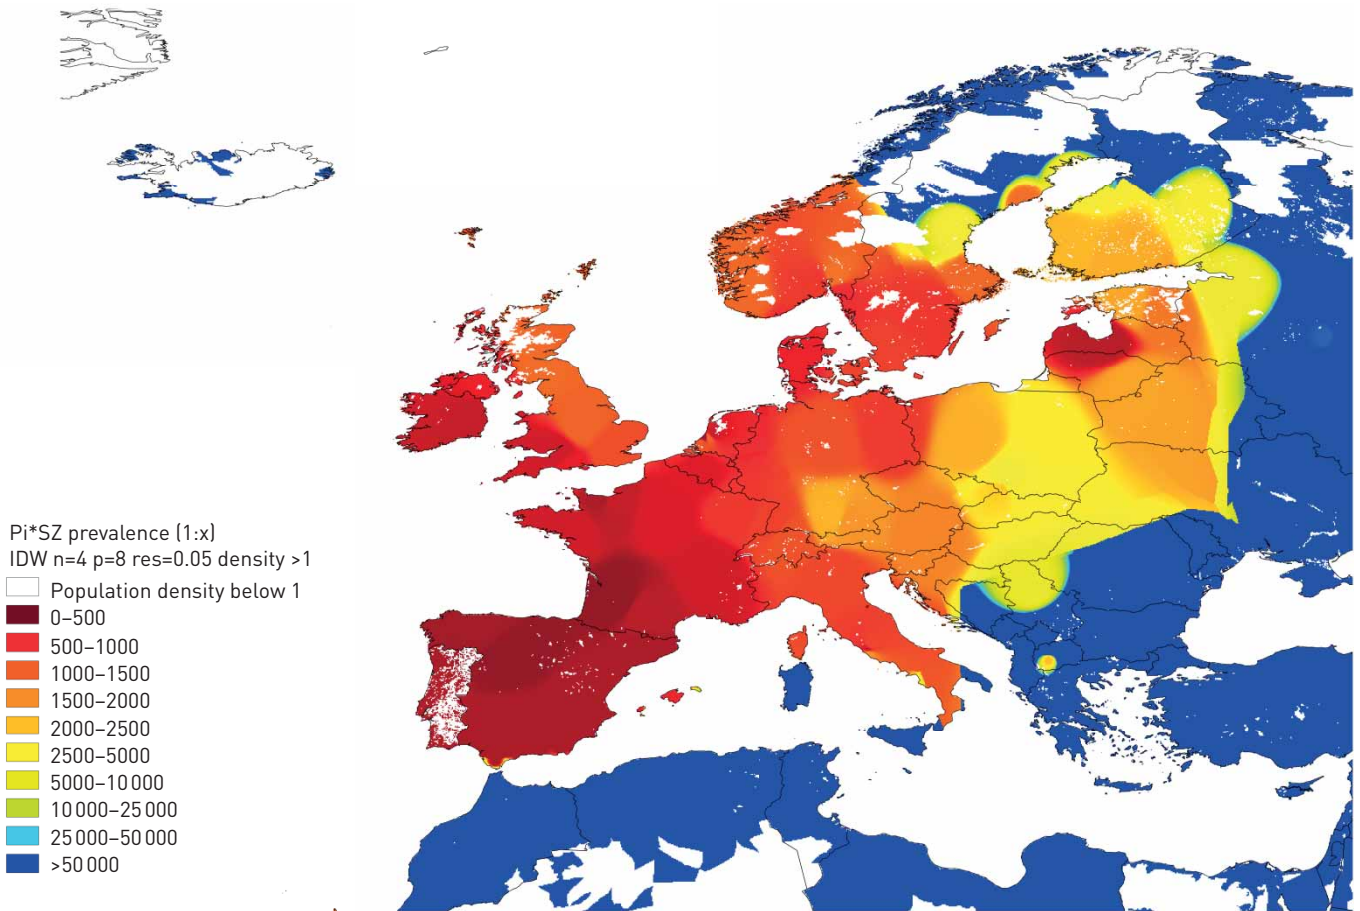 Pi*SZ prevalence (1:x)
IDW n=4 p=8 res=0.05 density >1
Population density below 1
0–500
500–1000
1000–1500
1500–2000
2000–2500
2500–5000
5000–10 000
10 000–25 000
25 000–50 000
>50 000